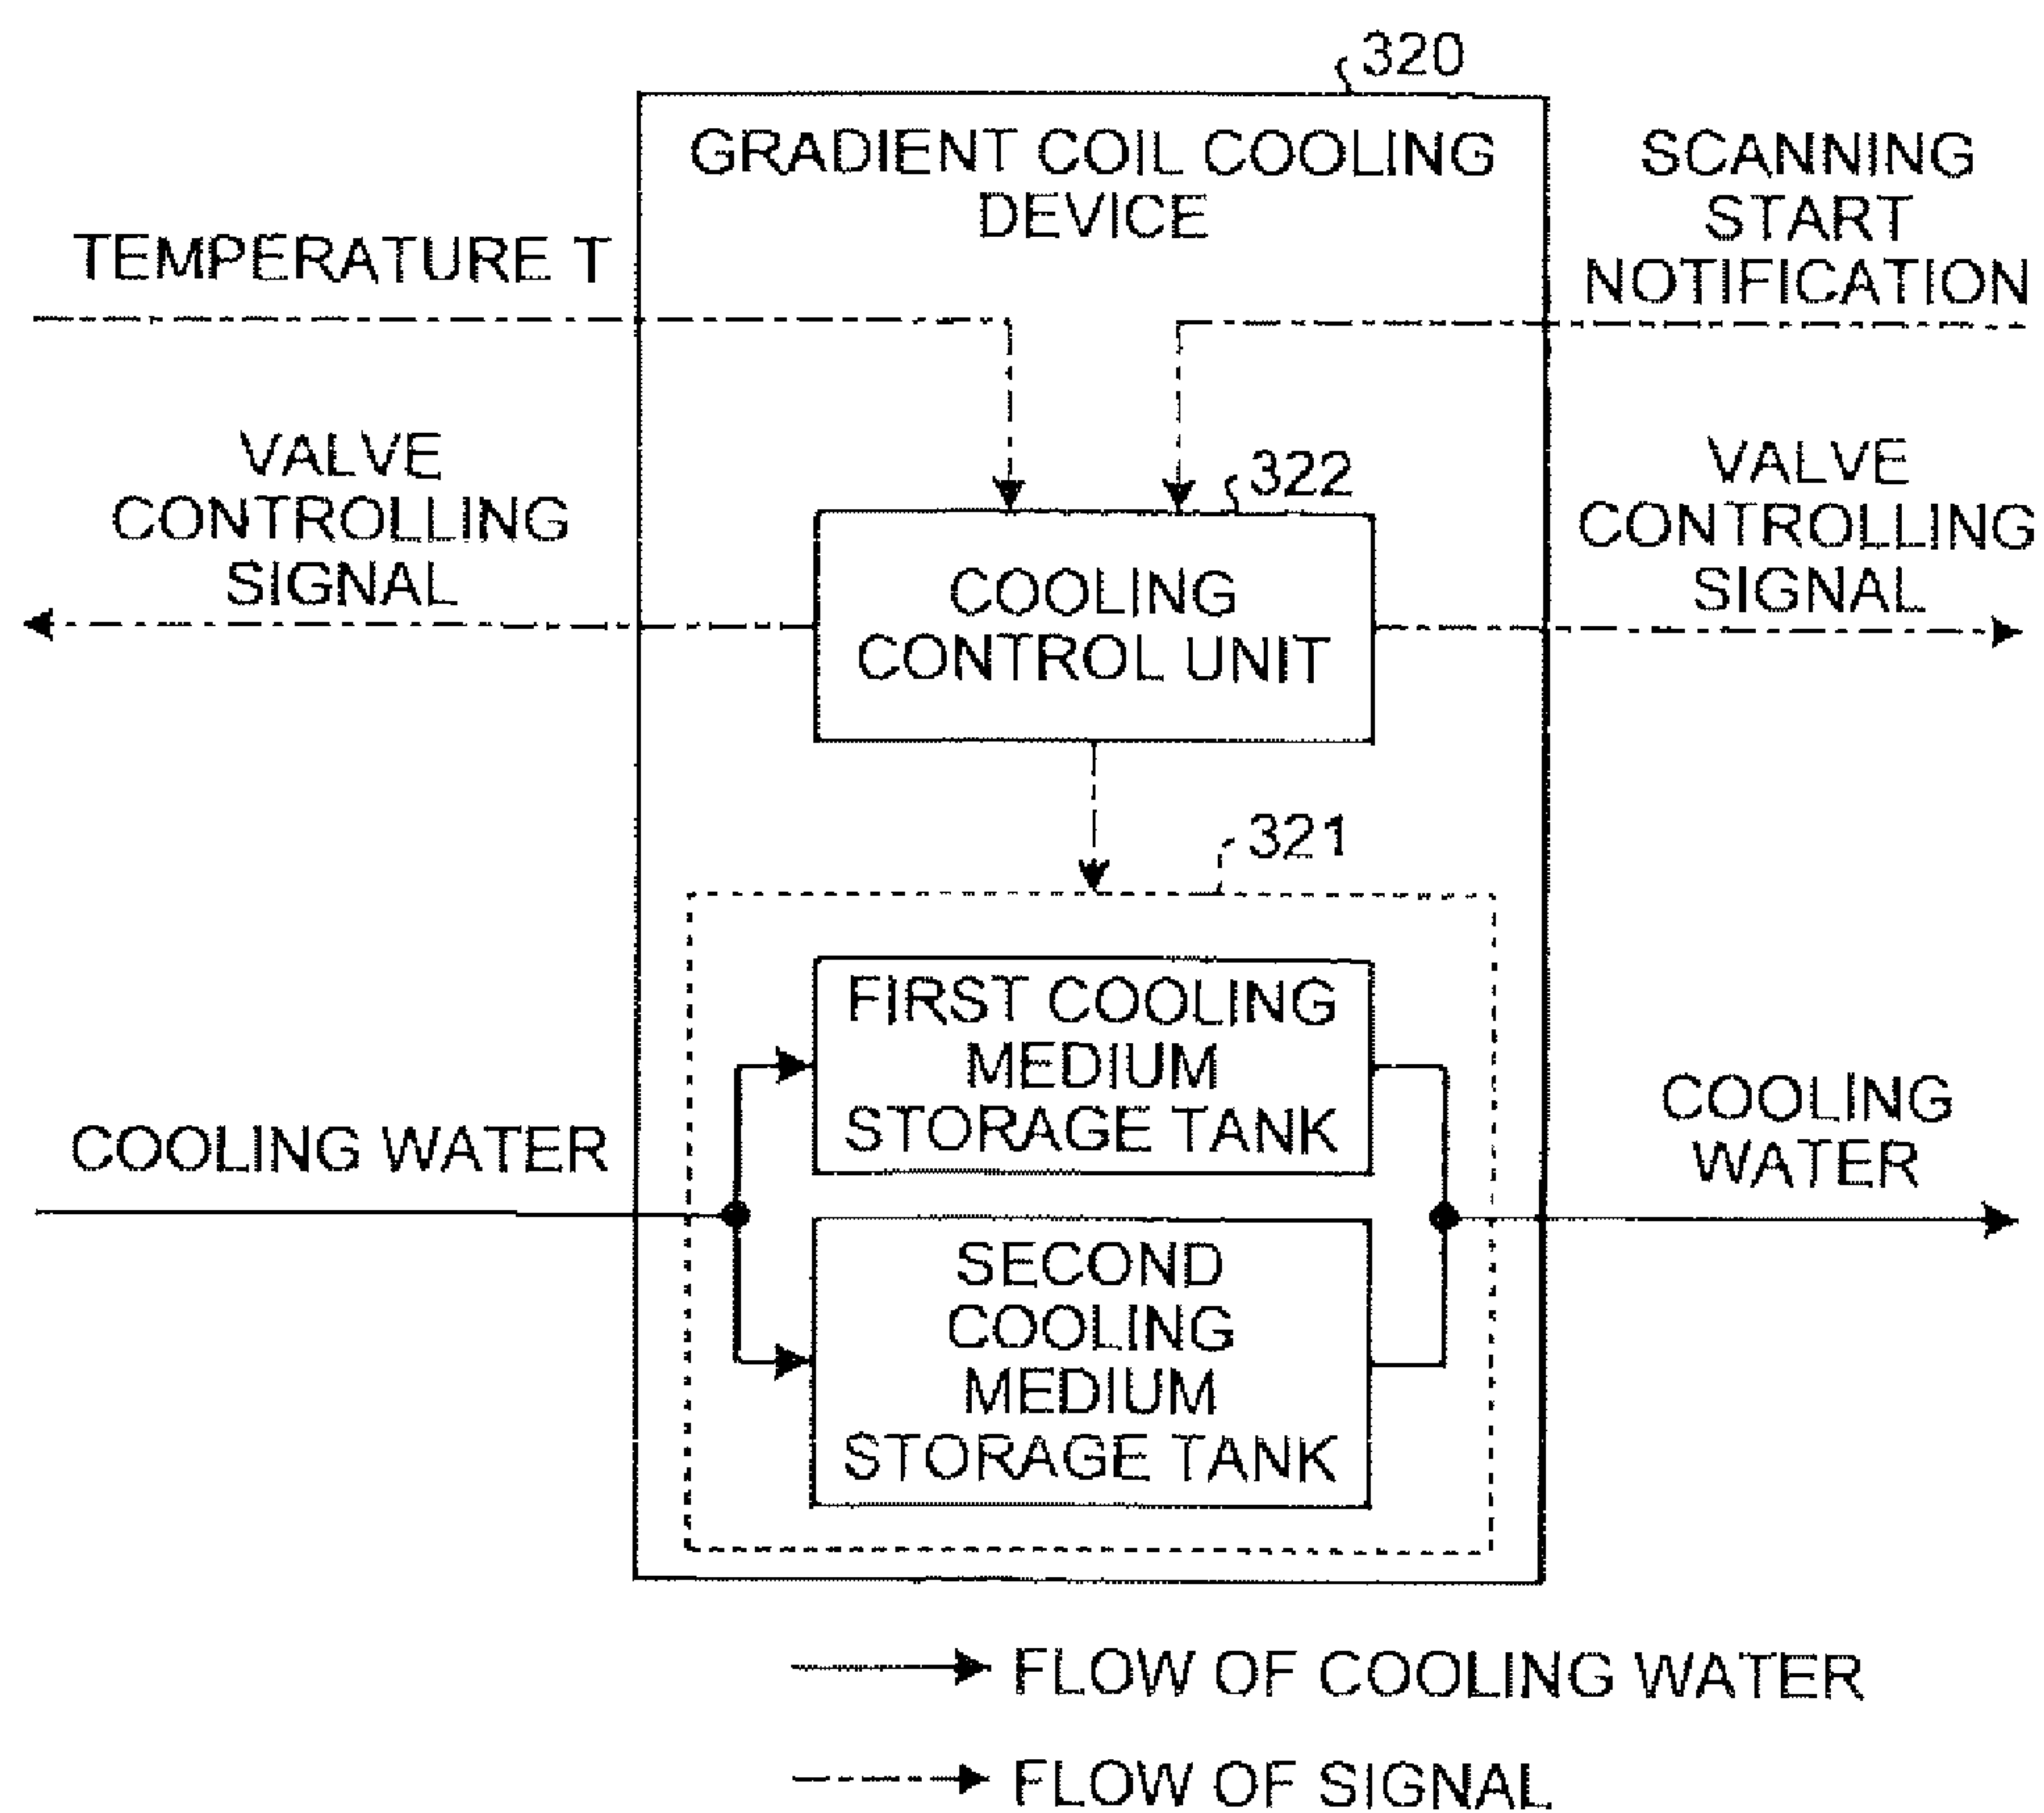 320
GRADIENT COIL COOLING
DEVICE
SCANNING
START
NOTIFICATION
TEMPERATURE T
VALVE
CONTROLLING
SIGNAL
322
COOLING
CONTROL UNIT
VALVE
CONTROLLING
SIGNAL
321
FIRST COOLING
MEDIUM
STORAGE TANK
COOLING WATER
COOLING
WATER
SECOND
COOLING
MEDIUM
STORAGE TANK
FLOW OF COOLING WATER
FLOW OF SIGNAL